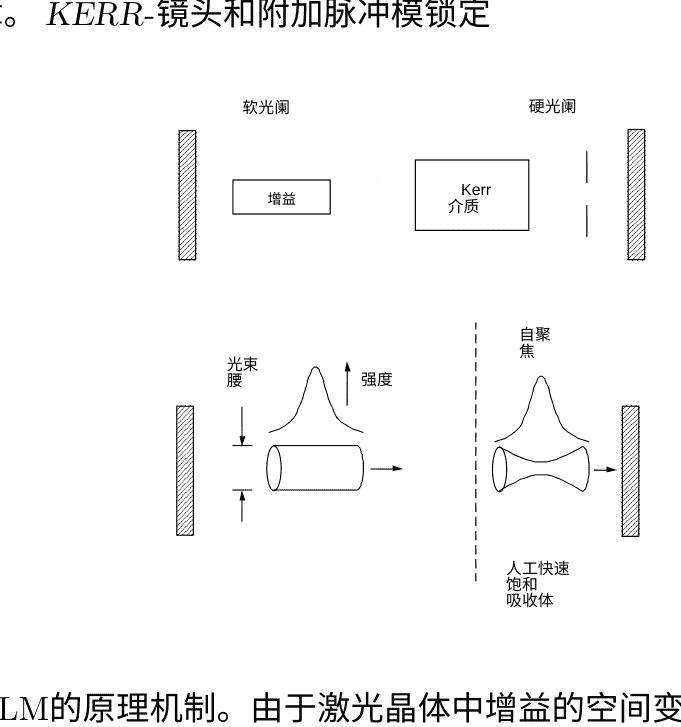 。 KERR-镜头和附加脉冲模锁定
软光阑
硬光阑
增益
Kerr
介质
自聚
焦
光束
腰
强度
人工快速
饱和
吸收体
LM的原理机制。由于激光晶体中增益的空间变